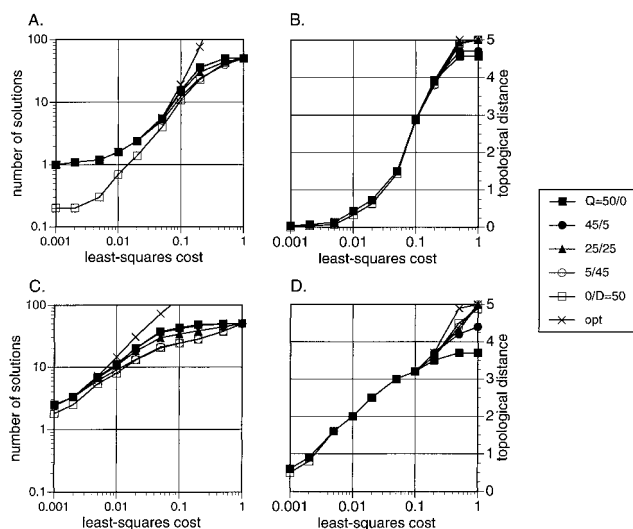 A.
B.
100
10
1
0.1
number of solutions
0.001
0.01
0.1
1
least-squares cost
5
4
3
2
1
0
topological distance
0.001
0.01
0.1
1
least-squares cost
C.
D.
100
10
1
0.1
number of solutions
0.001
0.01
0.1
1
least-squares cost
5
4
3
2
1
0
topological distance
0.001
0.01
0.1
1
least-squares cost
Q=50/0
45/5
25/25
5/45
0/D=50
opt